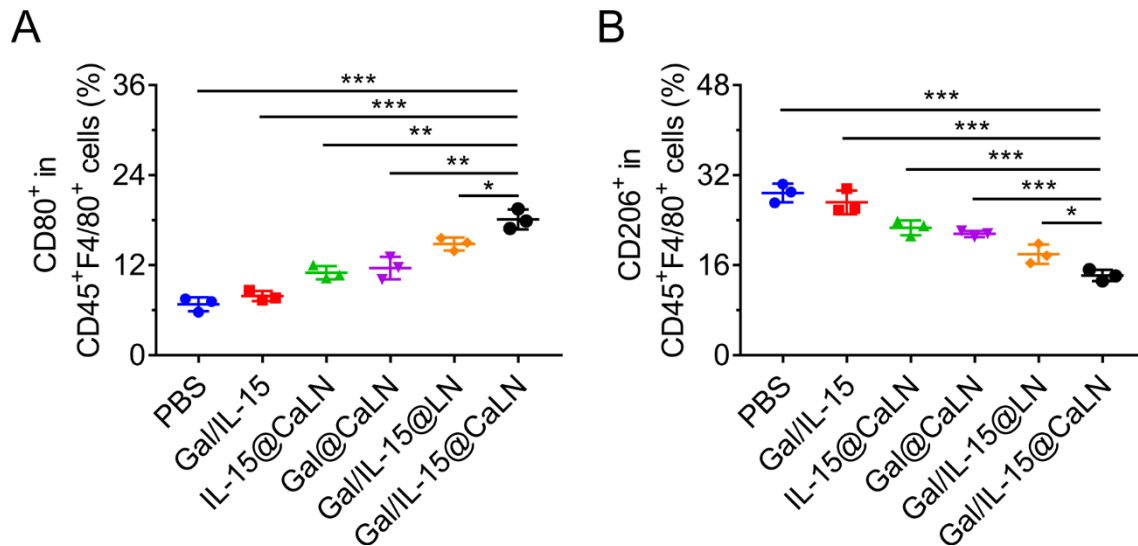 A
CD80⁺ in
CD45⁺F4/80⁺ cells (%)
36
24
12
0
***
***
**
**
*
PBS
Gal//IL-15
IL-15@CaLN
Gal@CaLN
Gal//IL-15@LN
Gal//IL-15@CaLN
B
CD206⁺ in
CD45⁺F4/80⁺ cells (%)
48
32
16
0
***
***
***
***
*
PBS
Gal//IL-15
IL-15@CaLN
Gal@CaLN
Gal//IL-15@LN
Gal//IL-15@CaLN